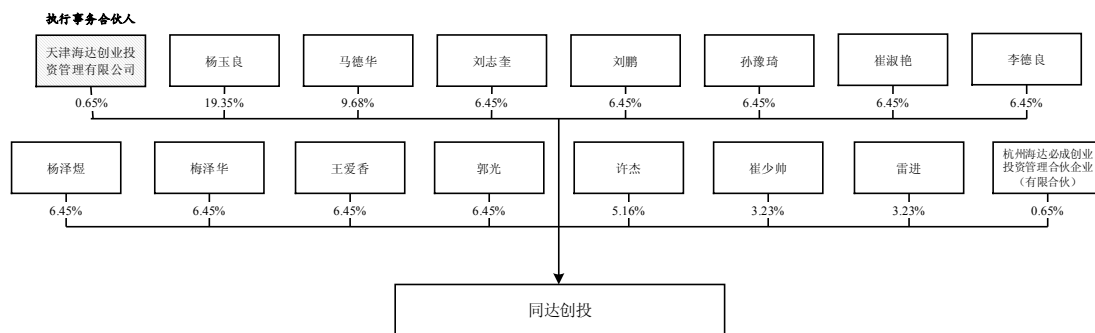 执行事务合伙人
天津海达创业投
资管理有限公司
杨玉良
马德华
刘志奎
刘鹏
孙豫琦
崔淑艳
李德良
0.65%
19.35%
9.68%
6.45%
6.45%
6.45%
6.45%
6.45%
杨泽煜
梅泽华
王爱香
郭光
许杰
崔少帅
雷进
杭州海达必成创业
投资管理合伙企业
（有限合伙）
6.45%
6.45%
6.45%
6.45%
5.16%
3.23%
3.23%
0.65%
同达创投